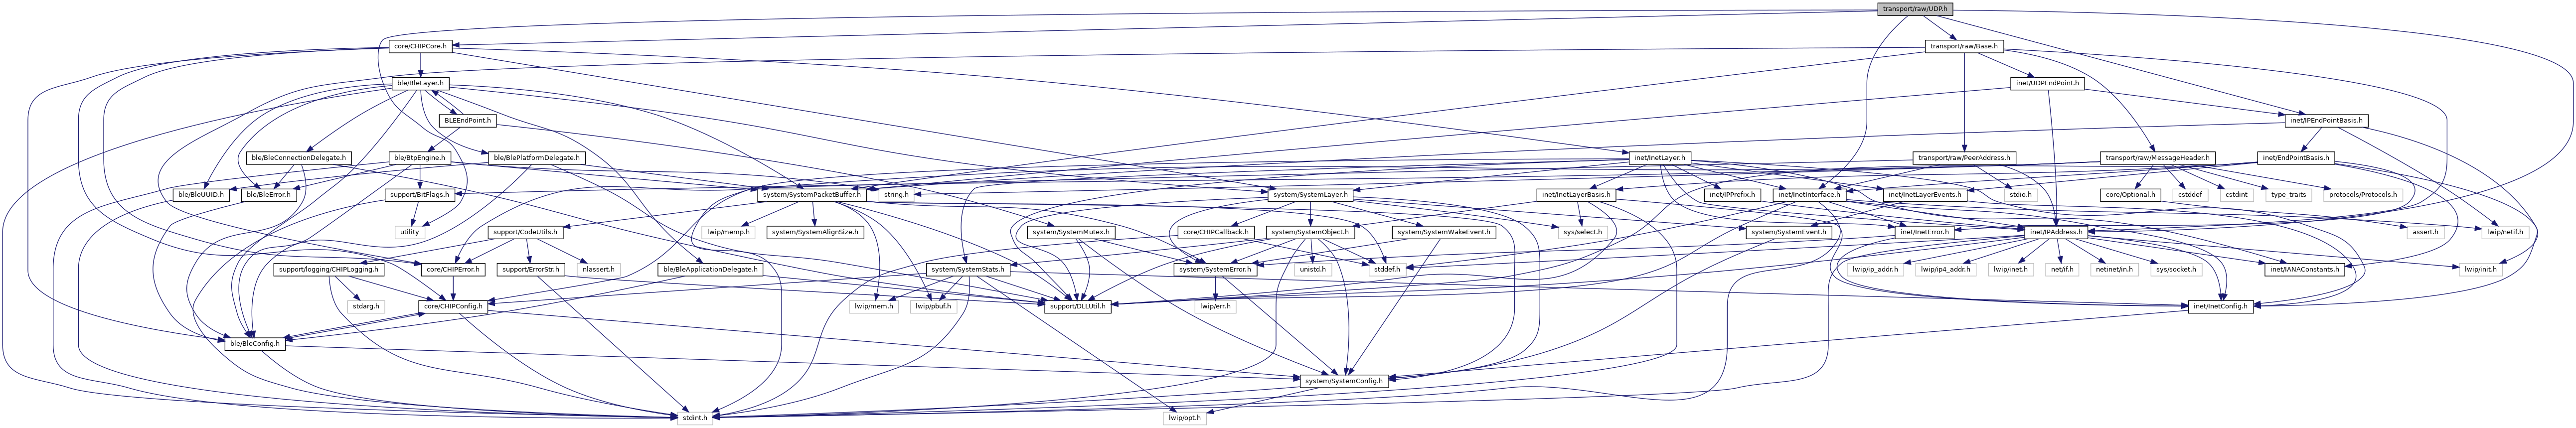 transport/raw/UDP.h
core/CHIPCore.h
transport/raw/Base.h
ble/BleLayer.h
inet/UDPEndPoint.h
BLEEndPoint.h
inet/IPEndPointBasis.h
ble/BleConnectionDelegate.h
ble/BtpEngine.h
ble/BlePlatformDelegate.h
inet/InetLayer.h
transport/raw/PeerAddress.h
transport/raw/MessageHeader.h
inet/EndPointBasis.h
ble/BleUUID.h
ble/BleError.h
support/BitFlags.h
system/SystemPacketBuffer.h
string.h
system/SystemLayer.h
inet/InetLayerBasis.h
inet/IPPrefix.h
inet/InetInterface.h
inet/InetLayerEvents.h
stdio.h
core/Optional.h
cstddef
cstdint
type_traits
protocols/Protocols.h
utility
support/CodeUtils.h
lwip/memp.h
system/SystemAlignSize.h
system/SystemMutex.h
core/CHIPCallback.h
system/SystemObject.h
system/SystemWakeEvent.h
sys/select.h
system/SystemEvent.h
inet/InetError.h
inet/IPAddress.h
assert.h
lwip/netif.h
support/logging/CHIPLogging.h
core/CHIPError.h
support/ErrorStr.h
nlassert.h
ble/BleApplicationDelegate.h
system/SystemStats.h
system/SystemError.h
unistd.h
stddef.h
lwip/ip_addr.h
lwip/ip4_addr.h
lwip/inet.h
net/if.h
netinet/in.h
sys/socket.h
inet/IANAConstants.h
lwip/init.h
stdarg.h
core/CHIPConfig.h
lwip/mem.h
lwip/pbuf.h
support/DLLUtil.h
lwip/err.h
inet/InetConfig.h
ble/BleConfig.h
system/SystemConfig.h
stdint.h
lwip/opt.h